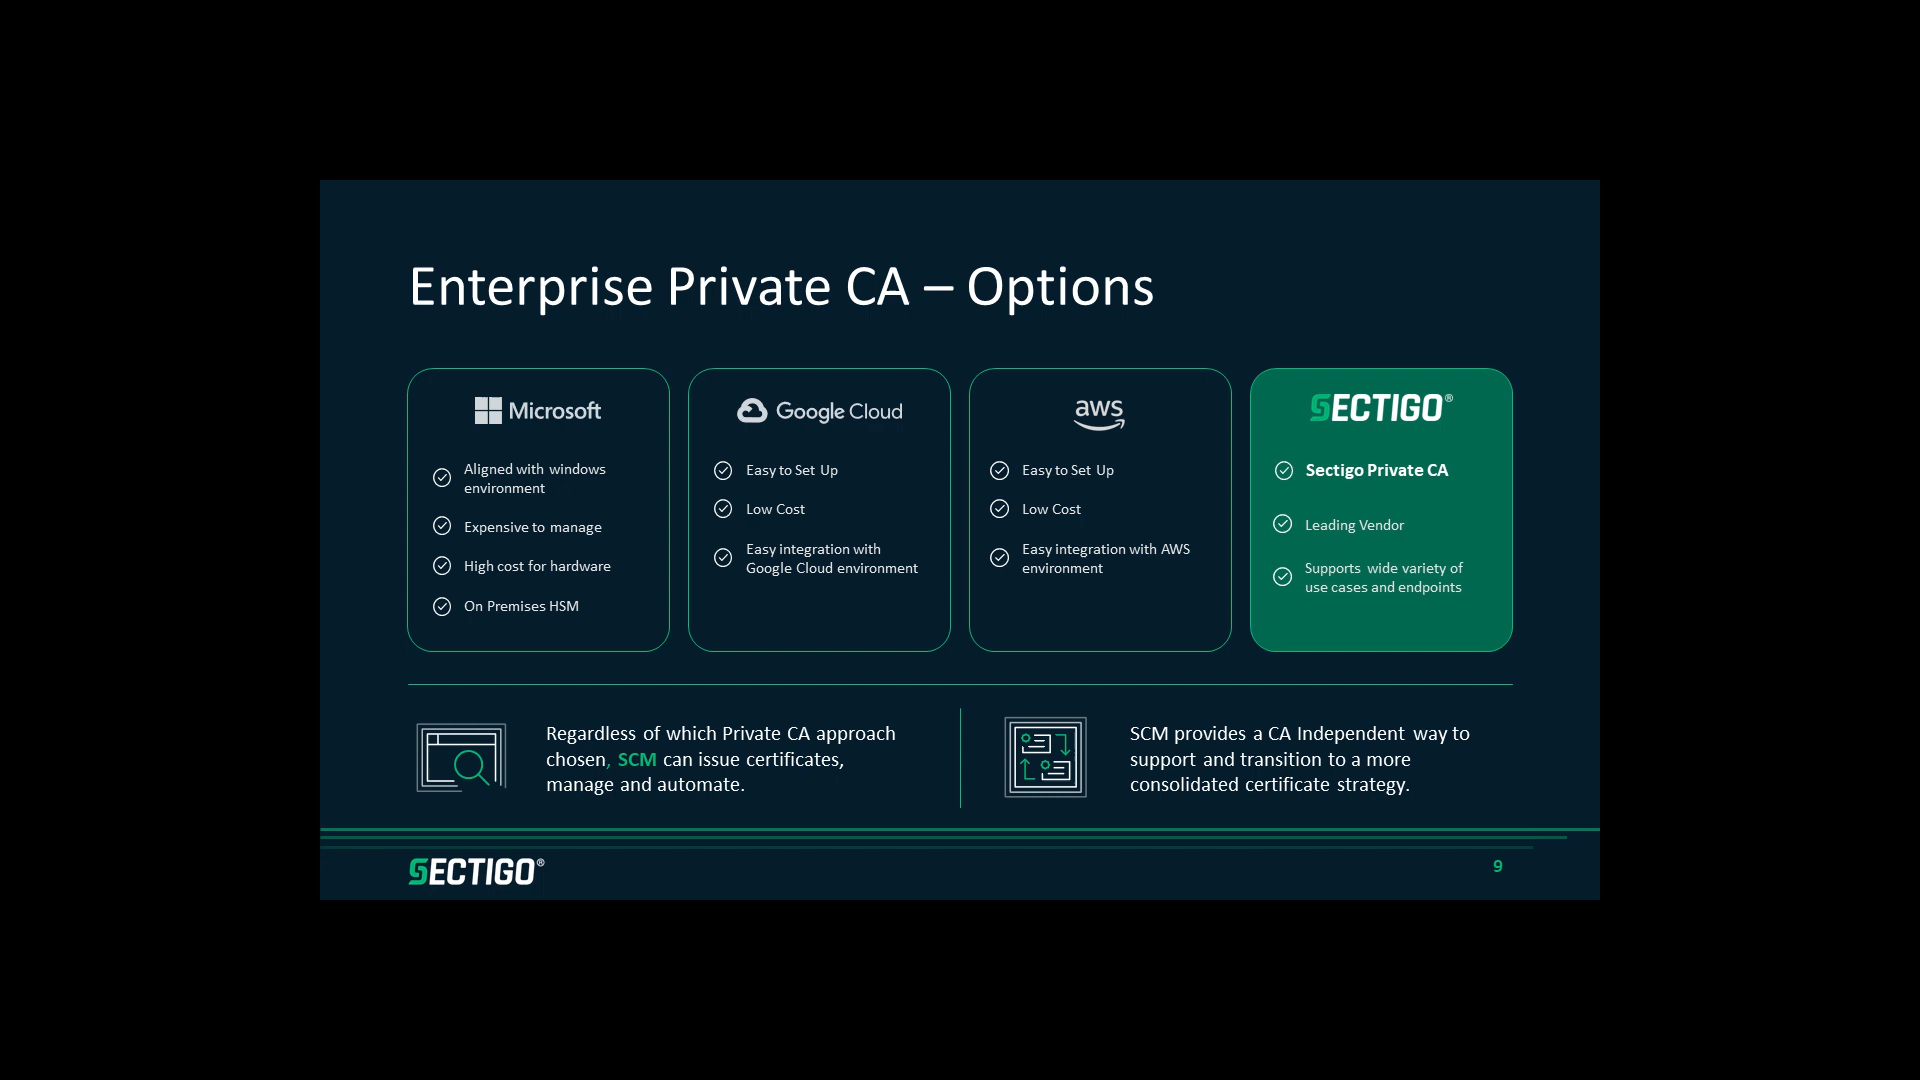 Enterprise Private CA – Options
Microsoft
Aligned with windows
environment
Expensive to manage
High cost for hardware
On Premises HSM
Google Cloud
Easy to Set Up
Low Cost
Easy integration with
Google Cloud environment
aws
Easy to Set Up
Low Cost
Easy integration with AWS
environment
SECTIGO®
Sectigo Private CA
Leading Vendor
Supports wide variety of
use cases and endpoints
Regardless of which Private CA approach
chosen, SCM can issue certificates,
manage and automate.
SCM provides a CA Independent way to
support and transition to a more
consolidated certificate strategy.
SECTIGO®
9